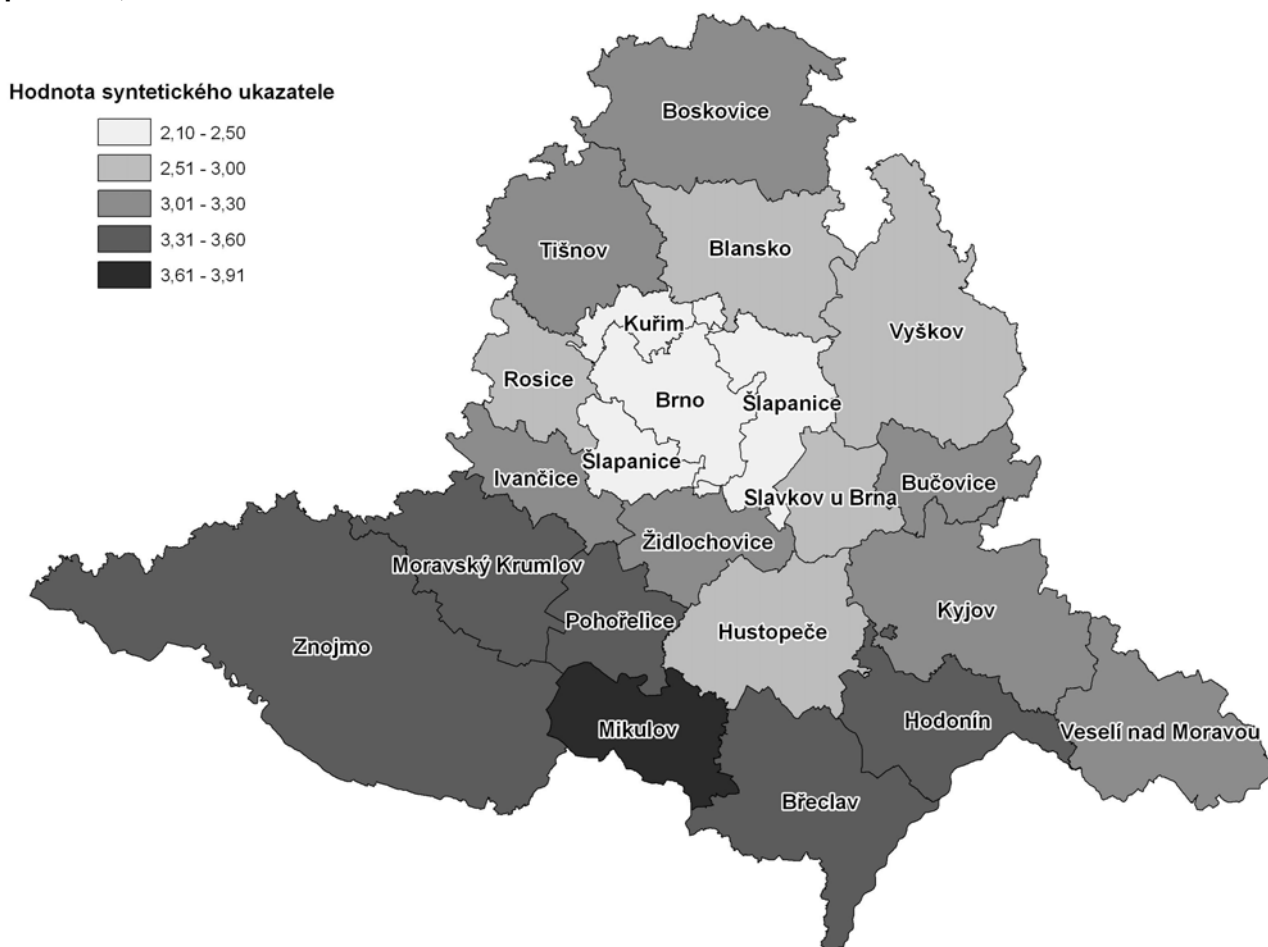 Hodnota syntetického ukazatele
2,10 - 2,50
2,51 - 3,00
3,01 - 3,30
3,31 - 3,60
3,61 - 3,91
Boskovice
Tišnov
Blansko
Kuřim
Vyškov
Rosice
Brno
Šlapanice
Šlapanice
Ivančice
Slavkov u Brna
Bučovice
Židlochovice
Moravský Krumlov
Pohořelice
Kyjov
Hustopeče
Znojmo
Mikulov
Hodonín
Veselí nad Moravou
Břeclav